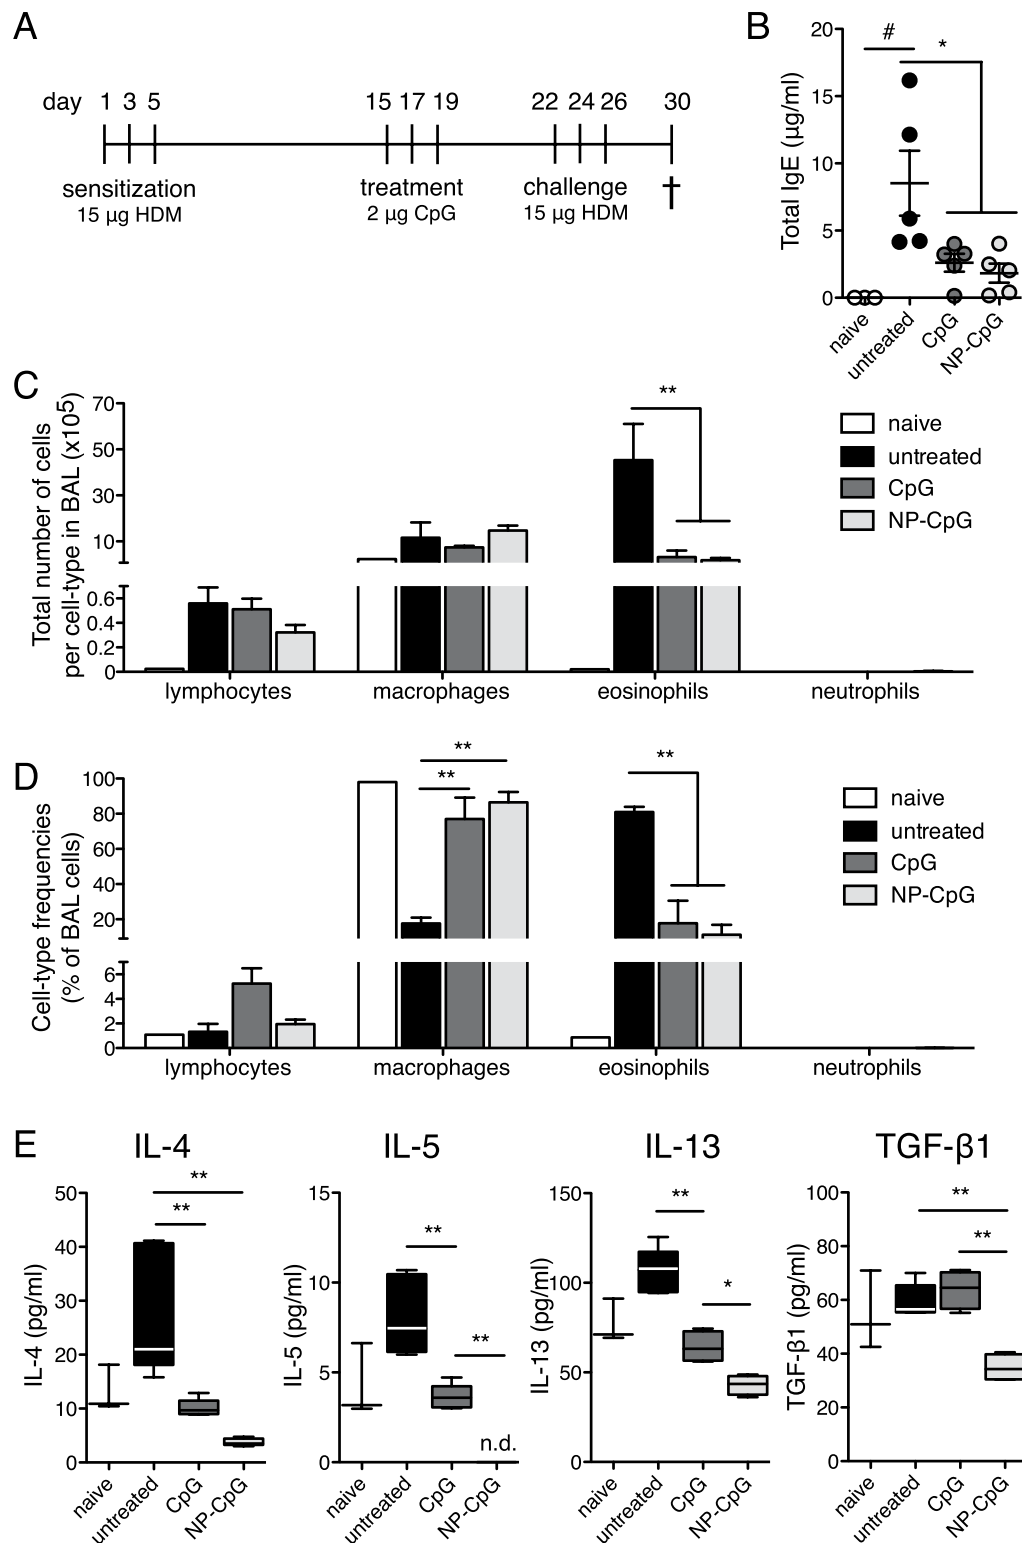 A
day 1 3 5 15 17 19 22 24 26 30
sensitization treatment challenge †
15 µg HDM 2 µg CpG 15 µg HDM
B
Total IgE (µg/ml)
20
15
10
5
0
# *
naive untreated CpG NP-CpG
C
Total number of cells
per cell-type in BAL (x10⁵)
70
50
30
10
0.6
0.4
0.2
0
**
naive
untreated
CpG
NP-CpG
lymphocytes macrophages eosinophils neutrophils
D
Cell-type frequencies
(% of BAL cells)
100
80
60
40
20
6
4
2
0
** ** **
naive
untreated
CpG
NP-CpG
lymphocytes macrophages eosinophils neutrophils
E
IL-4
IL-4 (pg/ml)
50
40
30
20
10
0
**
**
naive untreated CpG NP-CpG
IL-5
IL-5 (pg/ml)
15
10
5
0
**
**
n.d.
naive untreated CpG NP-CpG
IL-13
IL-13 (pg/ml)
150
100
50
0
**
*
naive untreated CpG NP-CpG
TGF-β1
TGF-β1 (pg/ml)
100
80
60
40
20
0
**
**
naive untreated CpG NP-CpG